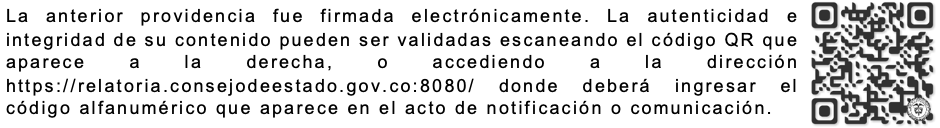 La anterior providencia fue firmada electrónicamente. La autenticidad e
integridad de su contenido pueden ser validadas escaneando el código QR que
aparece a la derecha, o accediendo a la dirección
https://relatoria.consejodeestado.gov.co:8080/ donde deberá ingresar el
código alfanumérico que aparece en el acto de notificación o comunicación.